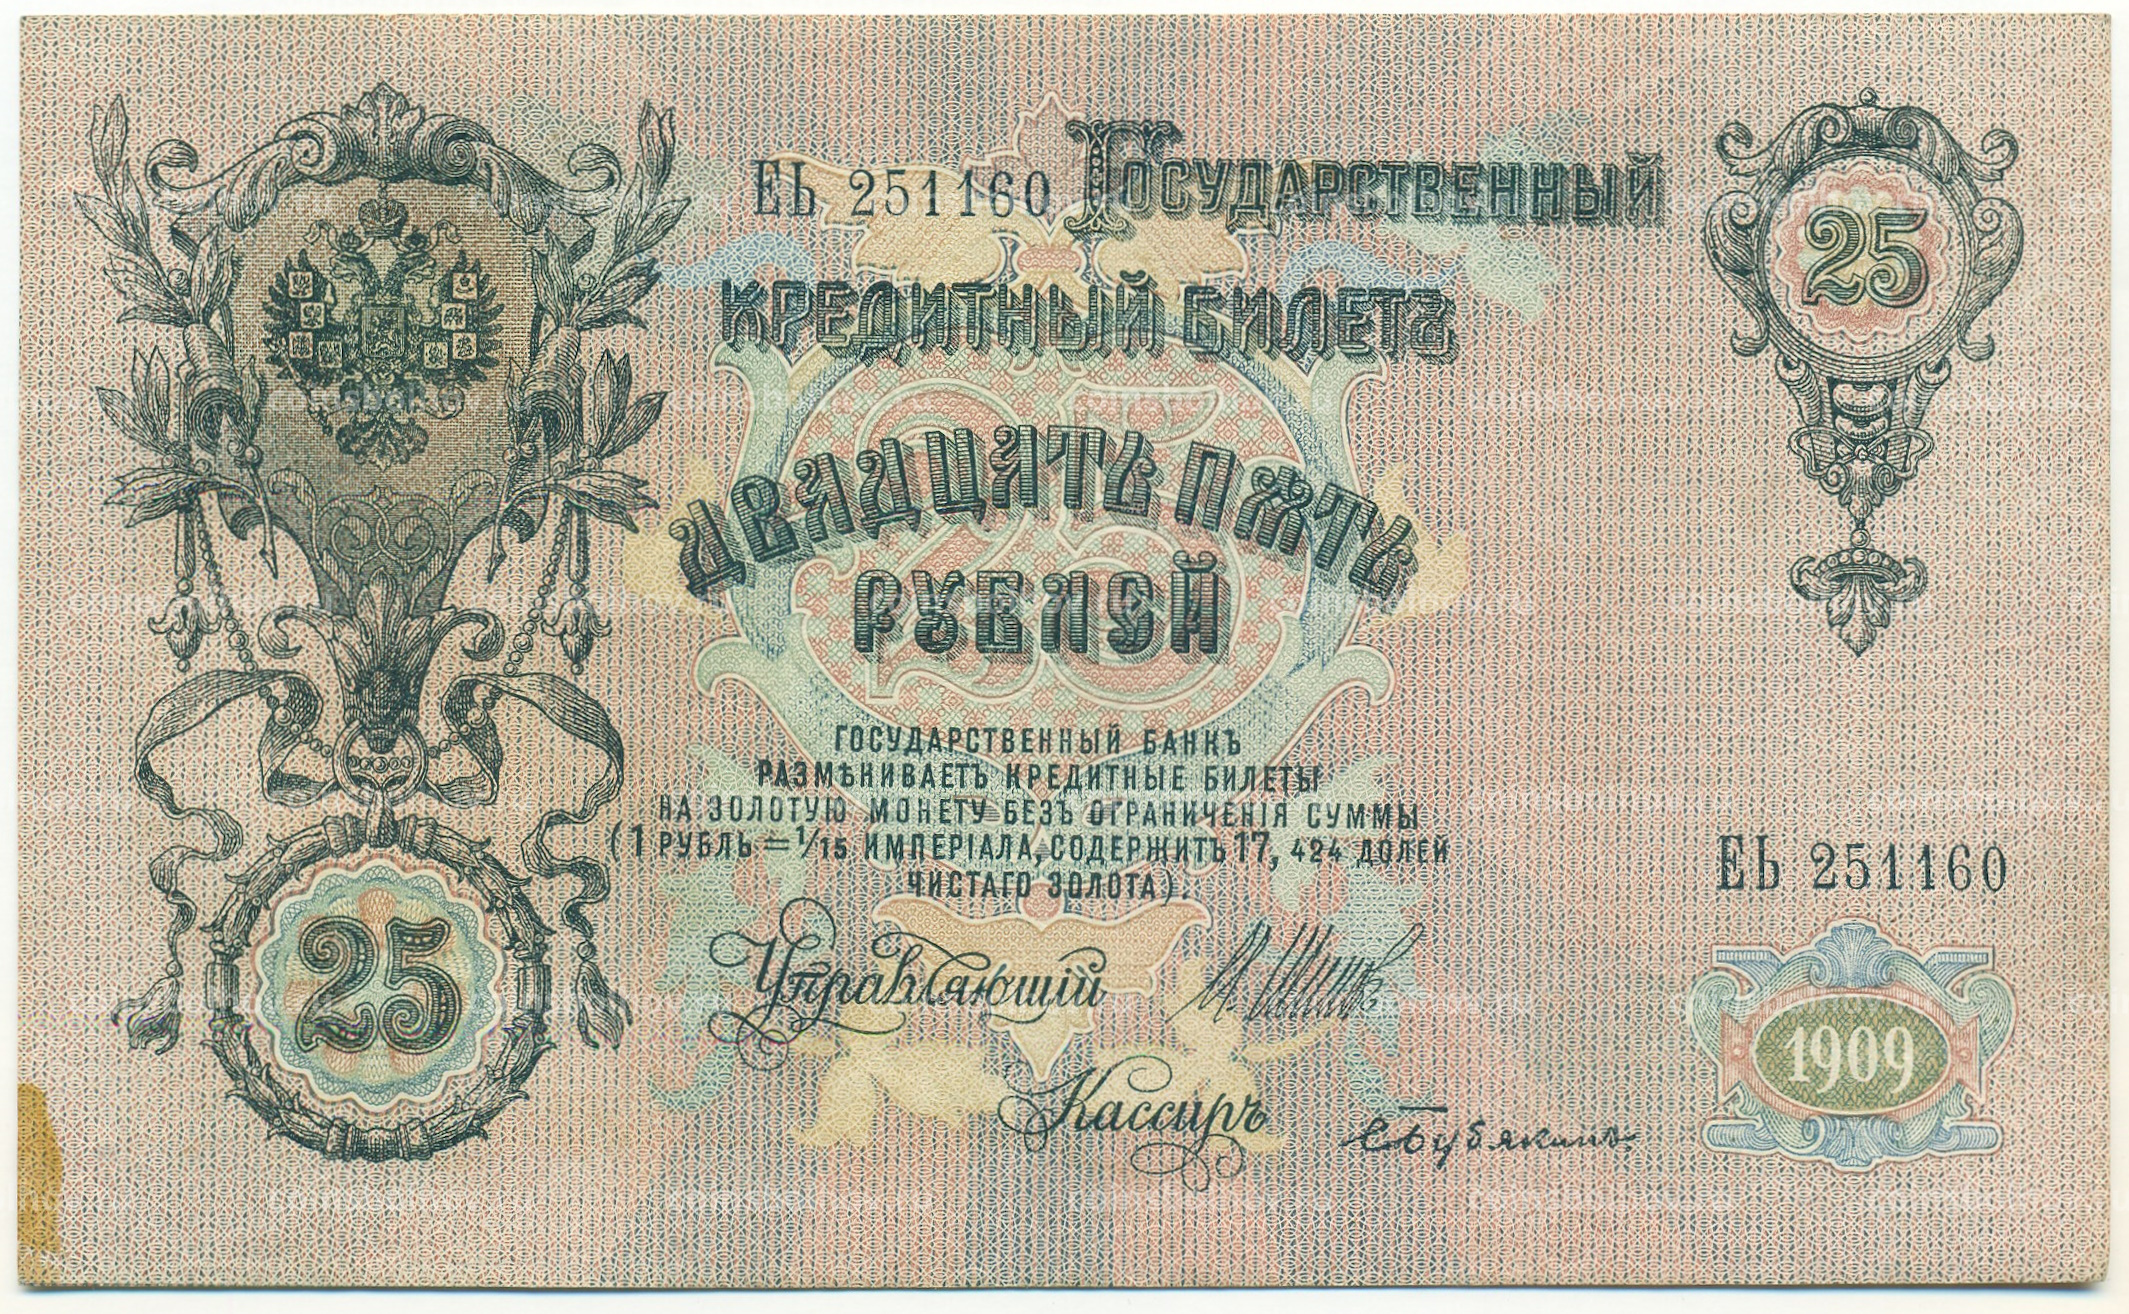 ЕЬ 251160 ГОСУДАРСТВЕННЫЙ
25
КРЕДИТНЫЙ БИЛЕТЪ
25
ДВАДЦАТЬ ПЯТЬ
РУБЛЕЙ
ГОСУДАРСТВЕННЫЙ БАНКЪ
РАЗМѢНИВАЕТЪ КРЕДИТНЫЕ БИЛЕТЫ
НА ЗОЛОТУЮ МОНЕТУ БЕЗЪ ОГРАНИЧЕНІЯ СУММЫ
(1 РУБЛЬ = 1/15 ИМПЕРІАЛА, СОДЕРЖИТЪ 17, 424 ДОЛЕЙ
ЧИСТАГО ЗОЛОТА).
ЕЬ 251160
25
Управляющій
1909
Кассиръ